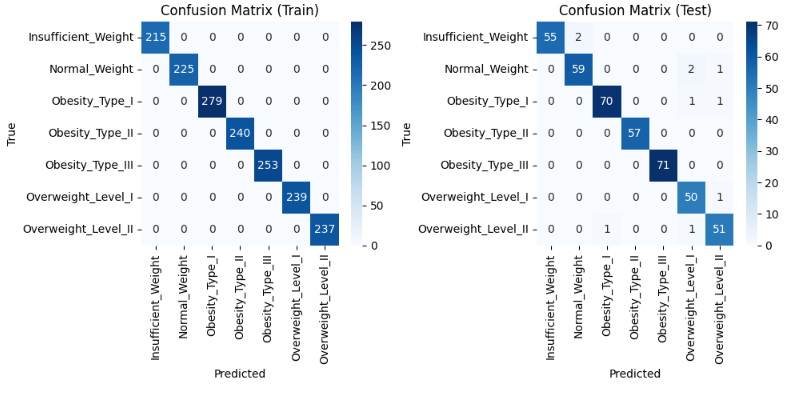 Confusion Matrix (Train)
True
Insufficient_Weight 215 0 0 0 0 0 0
Normal_Weight 0 225 0 0 0 0 0
Obesity_Type_I 0 0 279 0 0 0 0
Obesity_Type_II 0 0 0 240 0 0 0
Obesity_Type_III 0 0 0 0 253 0 0
Overweight_Level_I 0 0 0 0 0 239 0
Overweight_Level_II 0 0 0 0 0 0 237
Insufficient_Weight
Normal_Weight
Obesity_Type_I
Obesity_Type_II
Obesity_Type_III
Overweight_Level_I
Overweight_Level_II
Predicted
250
200
150
100
50
0
Confusion Matrix (Test)
True
Insufficient_Weight 55 2 0 0 0 0 0
Normal_Weight 0 59 0 0 0 2 1
Obesity_Type_I 0 0 70 0 0 1 1
Obesity_Type_II 0 0 0 57 0 0 0
Obesity_Type_III 0 0 0 0 71 0 0
Overweight_Level_I 0 0 0 0 0 50 1
Overweight_Level_II 0 0 1 0 0 1 51
Insufficient_Weight
Normal_Weight
Obesity_Type_I
Obesity_Type_II
Obesity_Type_III
Overweight_Level_I
Overweight_Level_II
Predicted
70
60
50
40
30
20
10
0